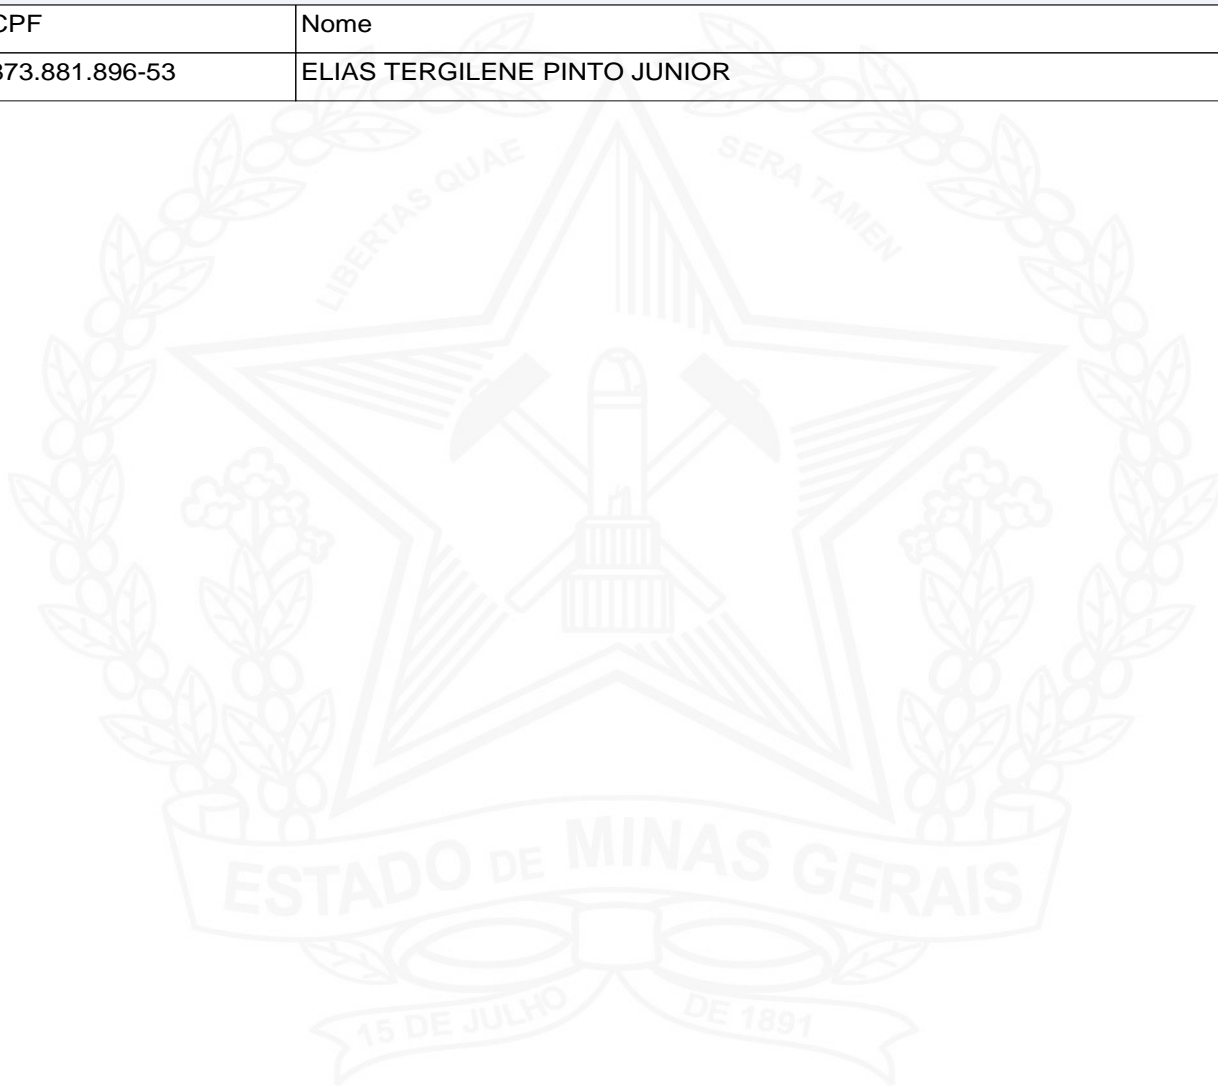 CPF Nome
873.881.896-53 ELIAS TERGILENE PINTO JUNIOR
LIBERTAS QUAE SERA TAMEN
ESTADO DE MINAS GERAIS
15 DE JULHO DE 1891